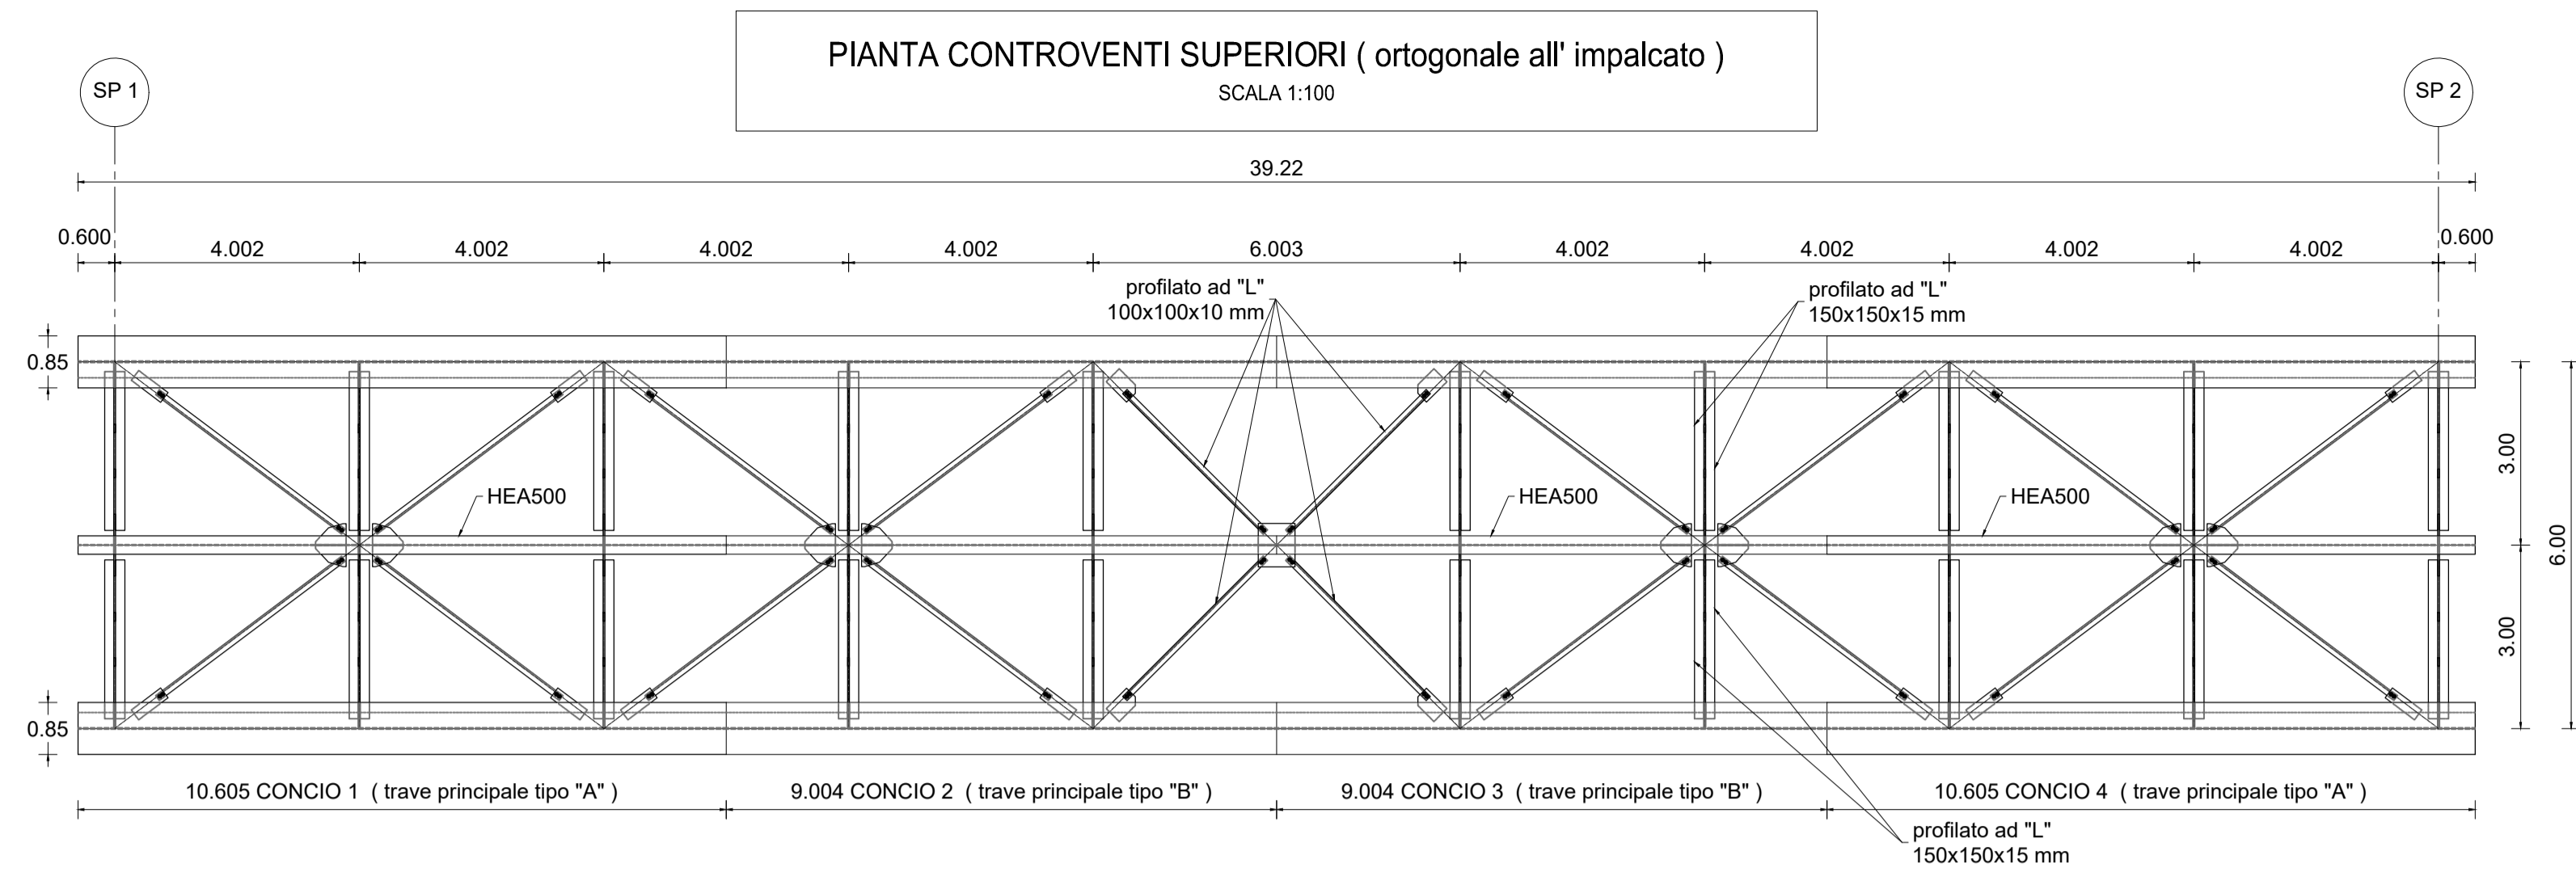 PIANTA CONTROVENTI SUPERIORI ( ortogonale all' impalcato )
SCALA 1:100
SP 1
SP 2
39.22
0.600
4.002
4.002
4.002
4.002
6.003
4.002
4.002
4.002
4.002
0.600
profilato ad "L"
100x100x10 mm
profilato ad "L"
150x150x15 mm
0.85
HEA500
HEA500
HEA500
3.00
6.00
3.00
0.85
10.605 CONCIO 1 ( trave principale tipo "A" )
9.004 CONCIO 2 ( trave principale tipo "B" )
9.004 CONCIO 3 ( trave principale tipo "B" )
10.605 CONCIO 4 ( trave principale tipo "A" )
profilato ad "L"
150x150x15 mm